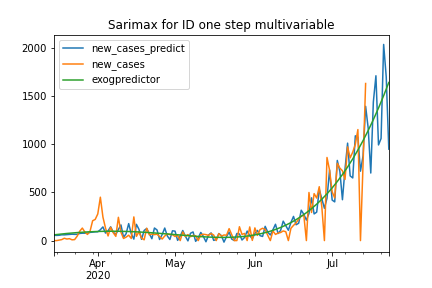 Sarimax for ID one step multivariable
new_cases_predict
new_cases
exogpredictor
2000
1500
1000
500
0
Apr
2020
May
Jun
Jul